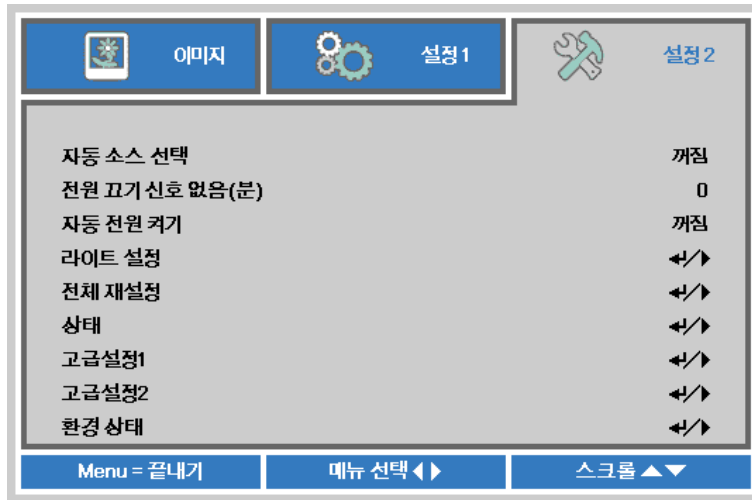 이미지 설정 1 설정 2
자동 소스 선택 꺼짐
전원 끄기 신호 없음(분) 0
자동 전원 켜기 꺼짐
라이트 설정 ↵/▶
전체 재설정 ↵/▶
상태 ↵/▶
고급설정1 ↵/▶
고급설정2 ↵/▶
환경 상태 ↵/▶
Menu = 끝내기 메뉴 선택 ◀ ▶ 스크롤 ▲▼